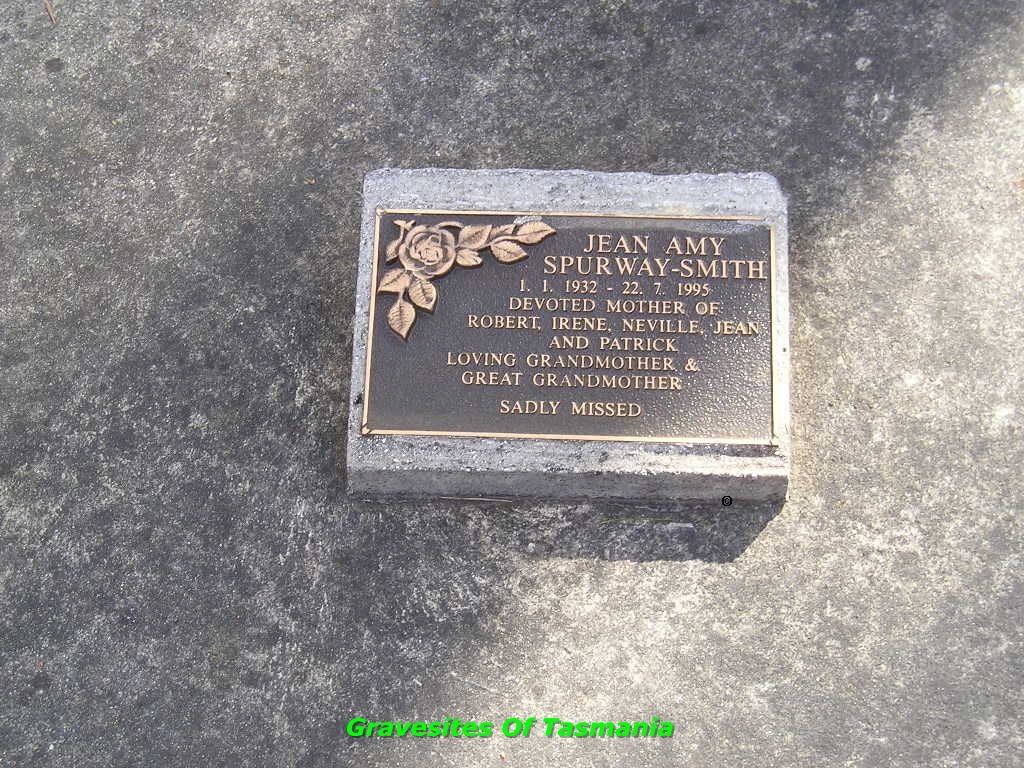 JEAN AMY
SPURWAY-SMITH
1. 1. 1932 - 22. 7. 1995
DEVOTED MOTHER OF
ROBERT, IRENE, NEVILLE, JEAN
AND PATRICK
LOVING GRANDMOTHER &
GREAT GRANDMOTHER
SADLY MISSED
©
Gravesites Of Tasmania